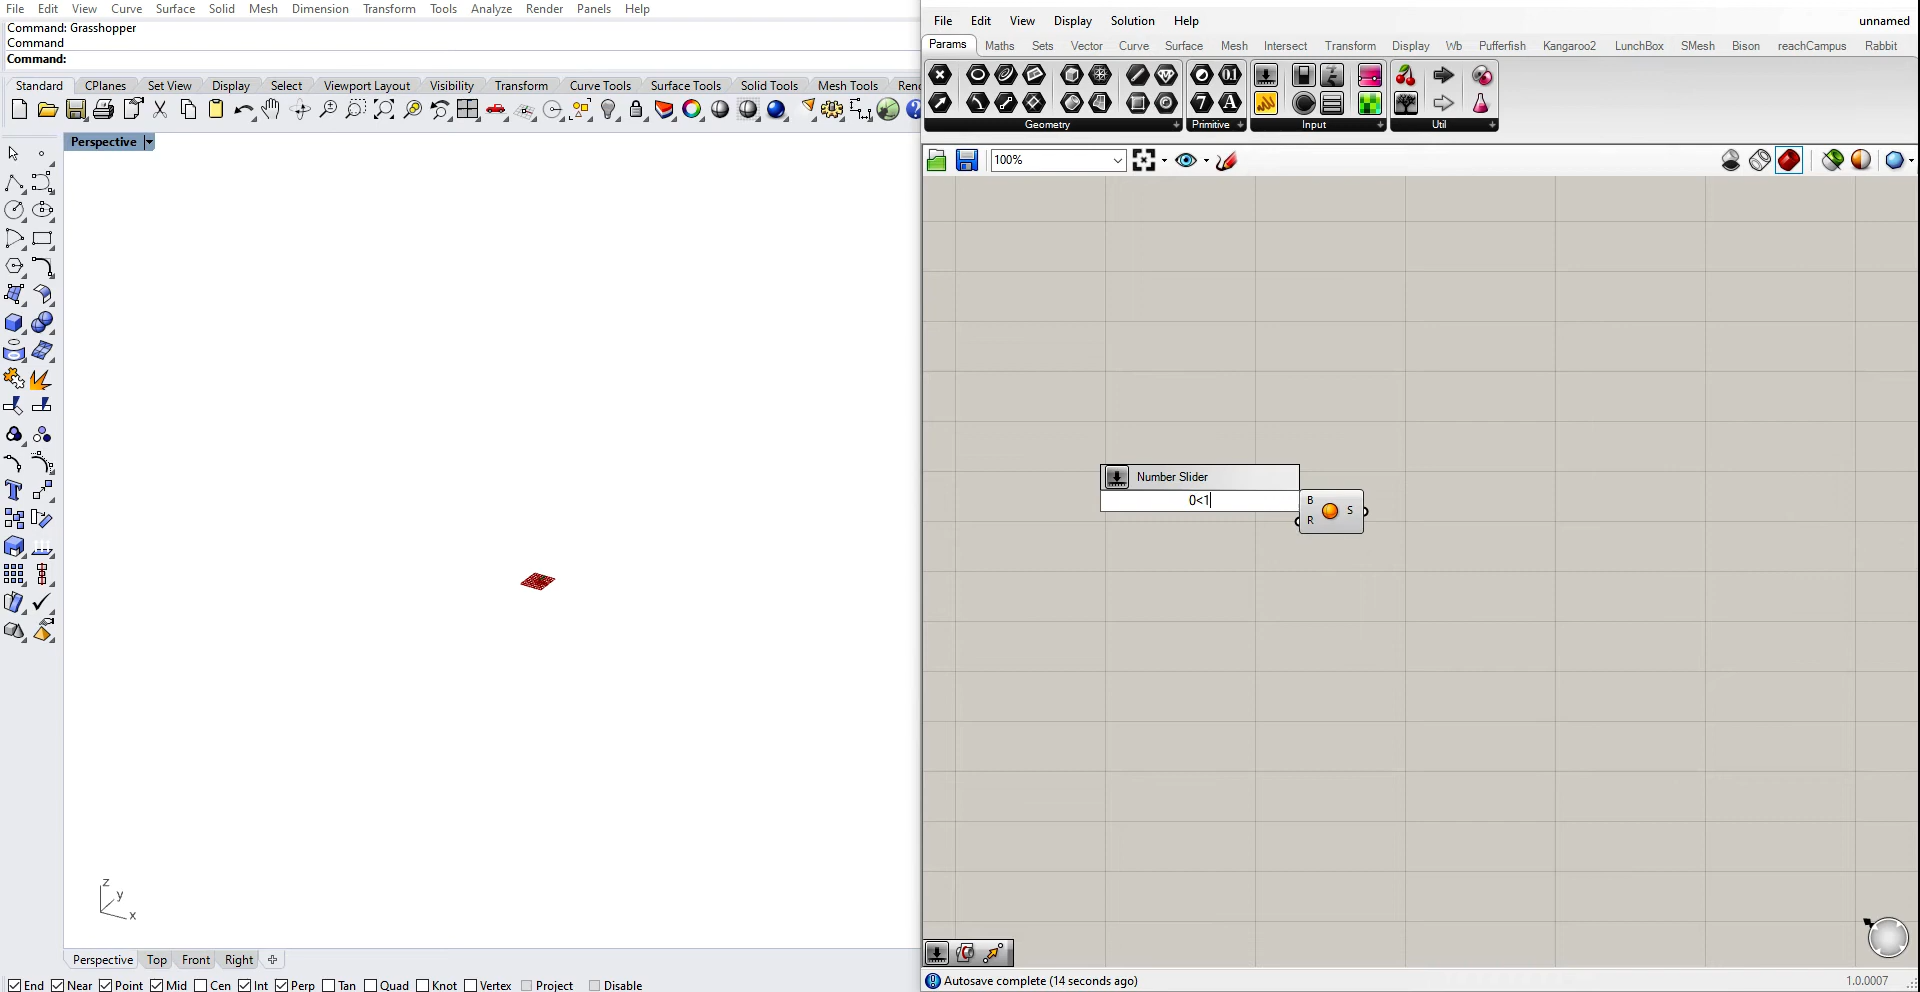 File Edit View Curve Surface Solid Mesh Dimension Transform Tools Analyze Render Panels Help
Command: Grasshopper
Command
Command:
Standard CPlanes Set View Display Select Viewport Layout Visibility Transform Curve Tools Surface Tools Solid Tools Mesh Tools Ren
Perspective
z
y
x
Perspective Top Front Right
End Near Point Mid Cen Int Perp Tan Quad Knot Vertex Project Disable
File Edit View Display Solution Help unnamed
Params Maths Sets Vector Curve Surface Mesh Intersect Transform Display Wb Pufferfish Kangaroo2 LunchBox SMesh Bison reachCampus Rabbit
Geometry Primitive Input Util
100%
Number Slider
0<1
B
R
S
Autosave complete (14 seconds ago) 1.0.0007